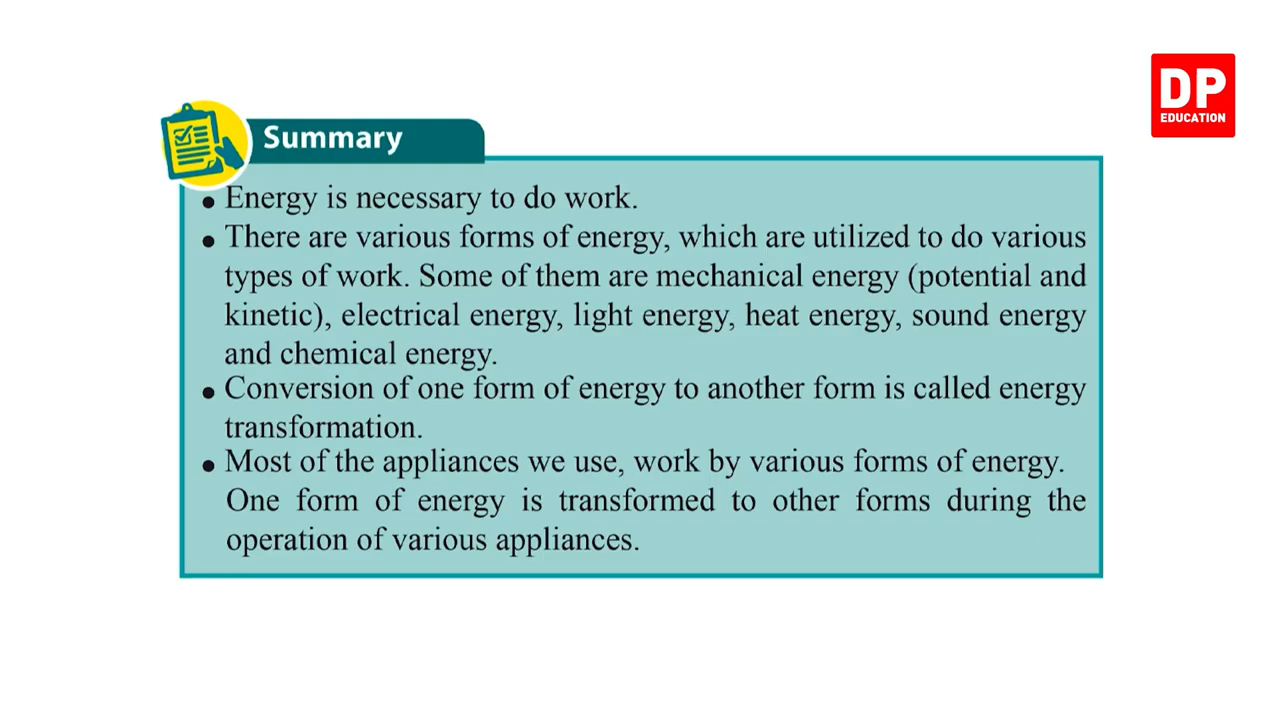 DP
EDUCATION
Summary
• Energy is necessary to do work.
• There are various forms of energy, which are utilized to do various
types of work. Some of them are mechanical energy (potential and
kinetic), electrical energy, light energy, heat energy, sound energy
and chemical energy.
• Conversion of one form of energy to another form is called energy
transformation.
• Most of the appliances we use, work by various forms of energy.
One form of energy is transformed to other forms during the
operation of various appliances.